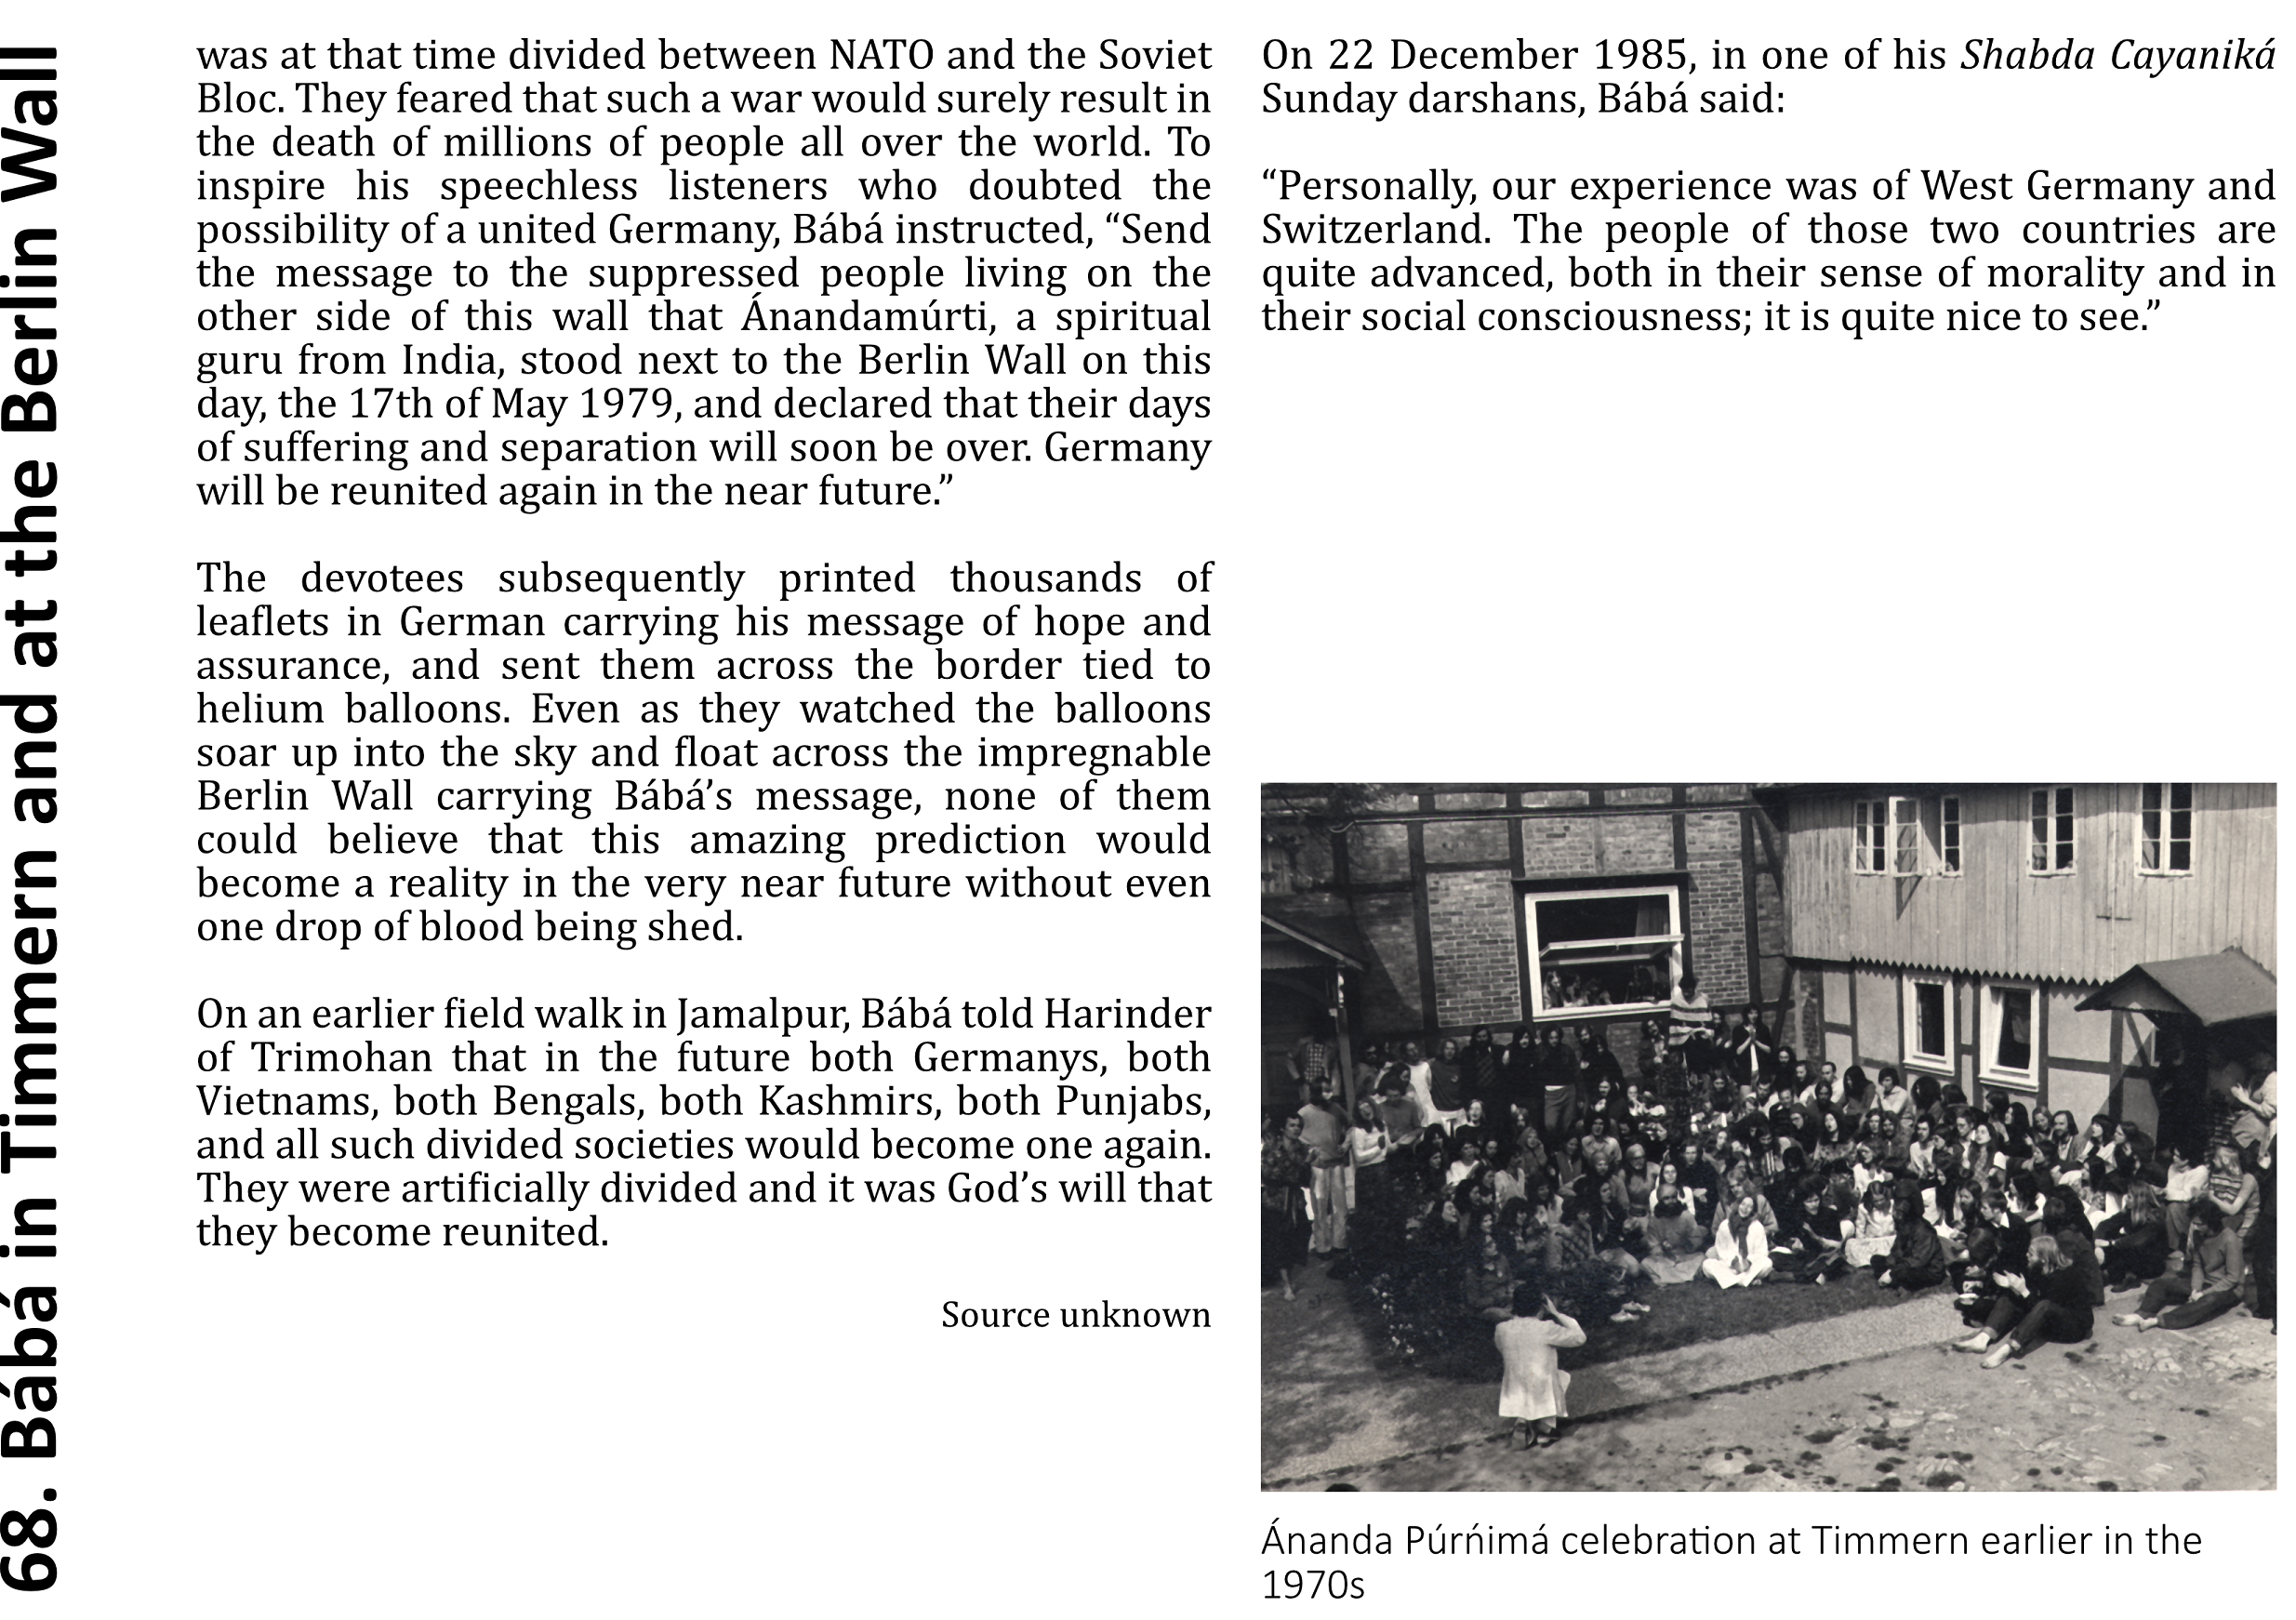 68. Bábá in Timmern and at the Berlin Wall
was at that time divided between NATO and the Soviet
Bloc. They feared that such a war would surely result in
the death of millions of people all over the world. To
inspire his speechless listeners who doubted the
possibility of a united Germany, Bábá instructed, “Send
the message to the suppressed people living on the
other side of this wall that Ánandamúrti, a spiritual
guru from India, stood next to the Berlin Wall on this
day, the 17th of May 1979, and declared that their days
of suffering and separation will soon be over. Germany
will be reunited again in the near future.”
The devotees subsequently printed thousands of
leaflets in German carrying his message of hope and
assurance, and sent them across the border tied to
helium balloons. Even as they watched the balloons
soar up into the sky and float across the impregnable
Berlin Wall carrying Bábá’s message, none of them
could believe that this amazing prediction would
become a reality in the very near future without even
one drop of blood being shed.
On an earlier field walk in Jamalpur, Bábá told Harinder
of Trimohan that in the future both Germanys, both
Vietnams, both Bengals, both Kashmirs, both Punjabs,
and all such divided societies would become one again.
They were artificially divided and it was God’s will that
they become reunited.
Source unknown
On 22 December 1985, in one of his Shabda Cayaniká
Sunday darshans, Bábá said:
“Personally, our experience was of West Germany and
Switzerland. The people of those two countries are
quite advanced, both in their sense of morality and in
their social consciousness; it is quite nice to see.”
Ánanda Púrńimá celebration at Timmern earlier in the
1970s